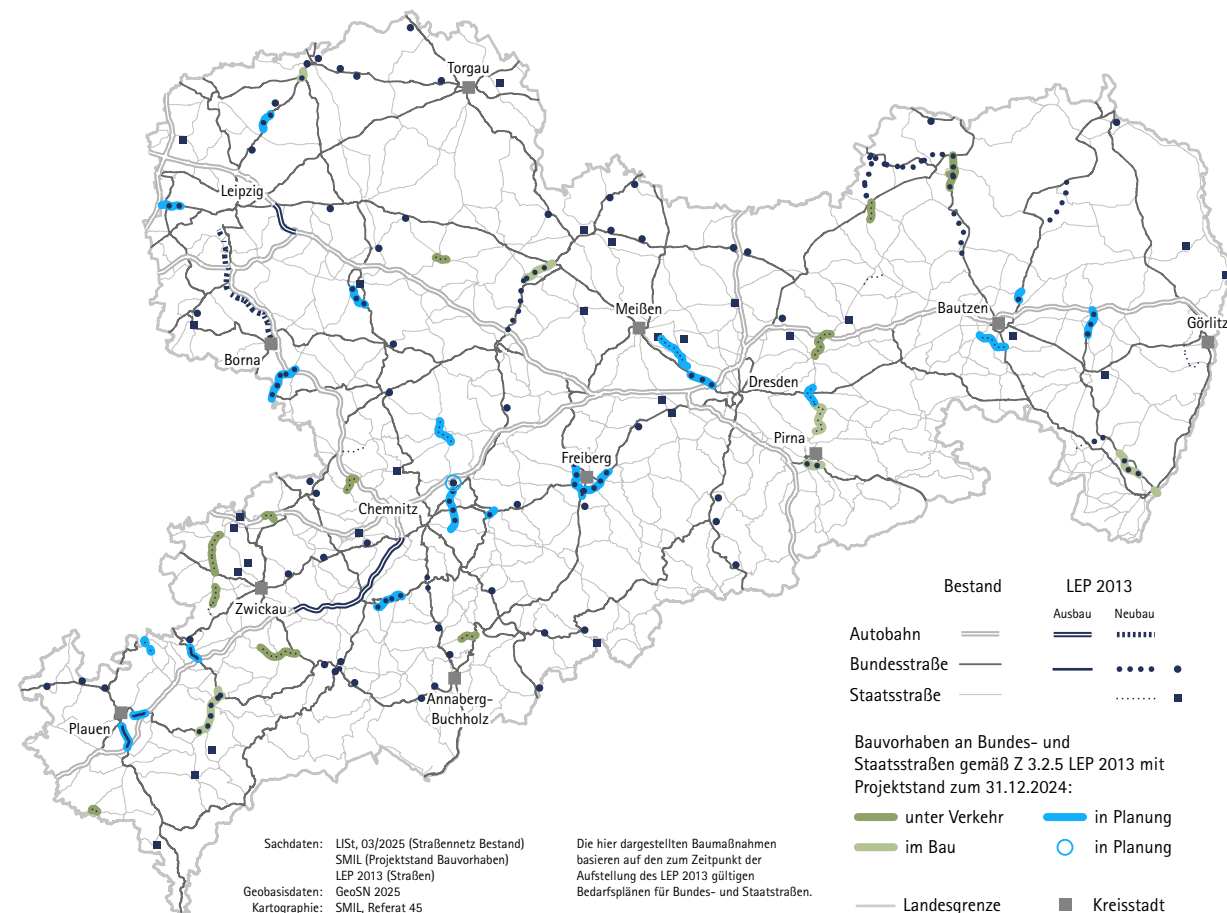 Torgau
Leipzig
Meißen
Bautzen
Görlitz
Borna
Dresden
Pirna
Freiberg
Chemnitz
Zwickau
Annaberg-
Buchholz
Plauen
Bestand
LEP 2013
Ausbau
Neubau
Autobahn
Bundesstraße
Staatsstraße
Bauvorhaben an Bundes- und
Staatsstraßen gemäß Z 3.2.5 LEP 2013 mit
Projektstand zum 31.12.2024:
unter Verkehr
in Planung
im Bau
in Planung
Landesgrenze
Kreisstadt
Sachdaten: LISt, 03/2025 (Straßennetz Bestand)
SMIL (Projektstand Bauvorhaben)
LEP 2013 (Straßen)
Geobasisdaten: GeoSN 2025
Kartographie: SMIL, Referat 45
Die hier dargestellten Baumaßnahmen
basieren auf den zum Zeitpunkt der
Aufstellung des LEP 2013 gültigen
Bedarfsplänen für Bundes- und Staatstraßen.